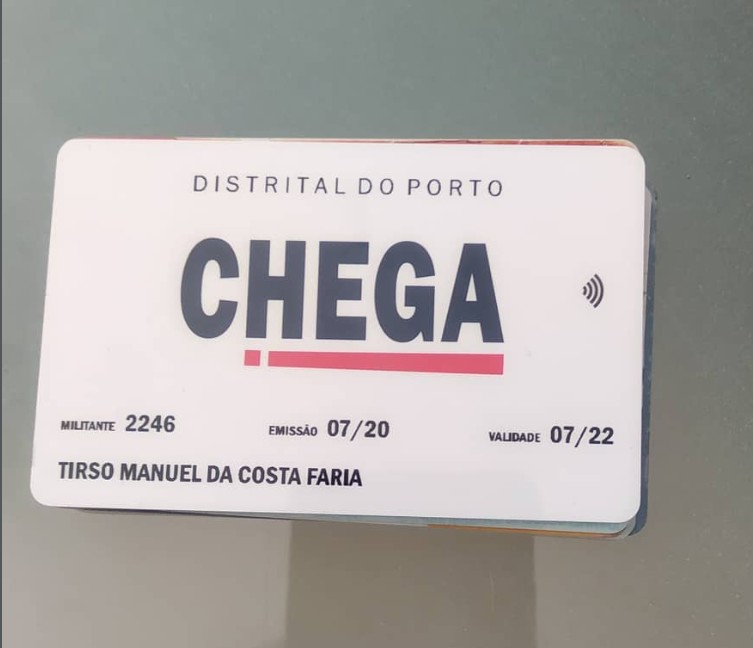 DISTRITAL DO PORTO
CHEGA
MILITANTE 2246 EMISSÃO 07/20 VALIDADE 07/22
TIRSO MANUEL DA COSTA FARIA